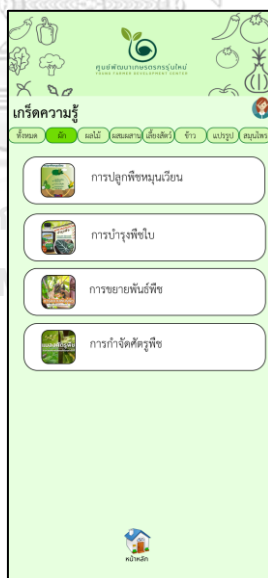 ศูนย์พัฒนาเกษตรกรรุ่นใหม่
YOUNG FARMER DEVELOPMENT CENTER
เกร็ดความรู้
ทั้งหมด ผัก ผลไม้ ผสมผสาน เลี้ยงสัตว์ ข้าว แปรรูป สมุนไพร
การปลูกพืชหมุนเวียน
การบำรุงพืชใบ
การขยายพันธ์พืช
การกำจัดศัตรูพืช
หน้าหลัก